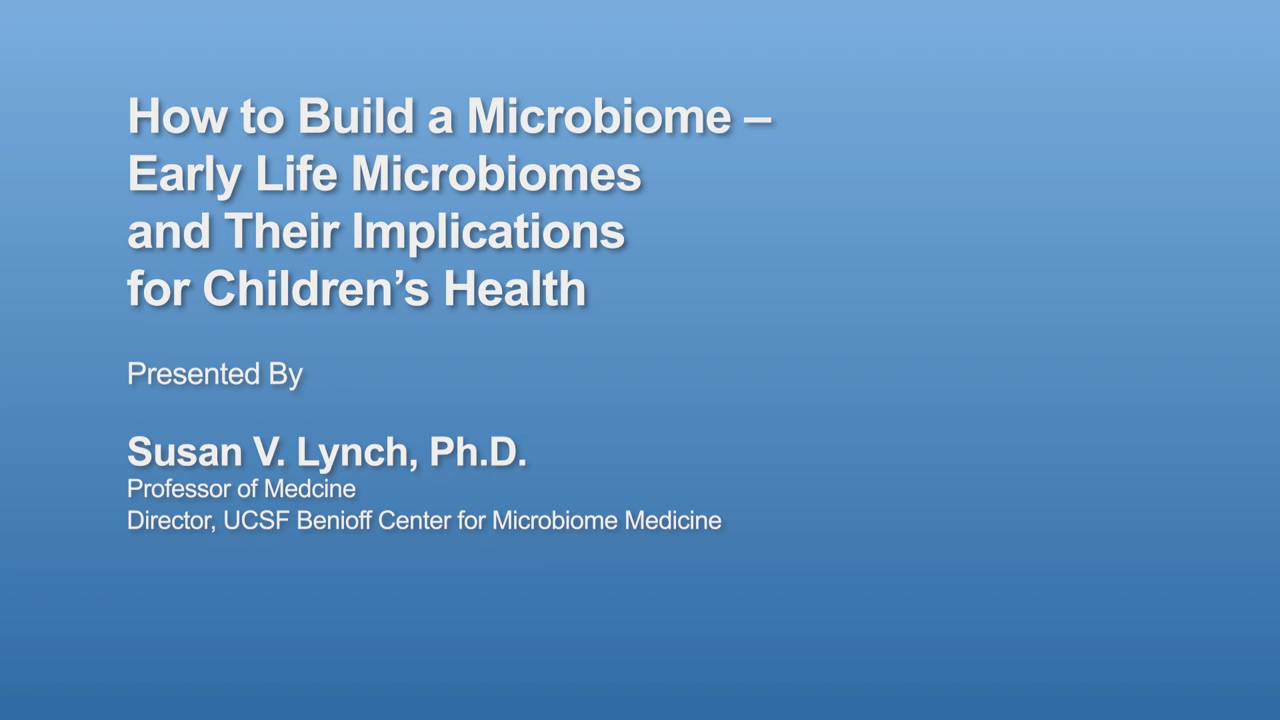 How to Build a Microbiome –
Early Life Microbiomes
and Their Implications
for Children’s Health
Presented By
Susan V. Lynch, Ph.D.
Professor of Medcine
Director, UCSF Benioff Center for Microbiome Medicine